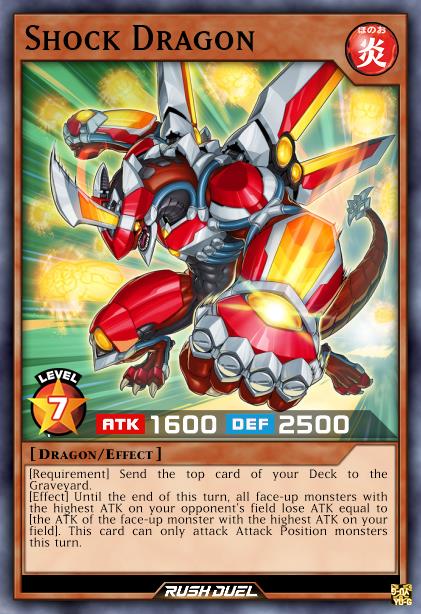 SHOCK DRAGON
ほのお
炎
LEVEL
7
ATK 1600 DEF 2500
[DRAGON/EFFECT]
[Requirement] Send the top card of your Deck to the
Graveyard.
[Effect] Until the end of this turn, all face-up monsters with
the highest ATK on your opponent's field lose ATK equal to
[the ATK of the face-up monster with the highest ATK on your
field]. This card can only attack Attack Position monsters
this turn.
RUSH DUEL